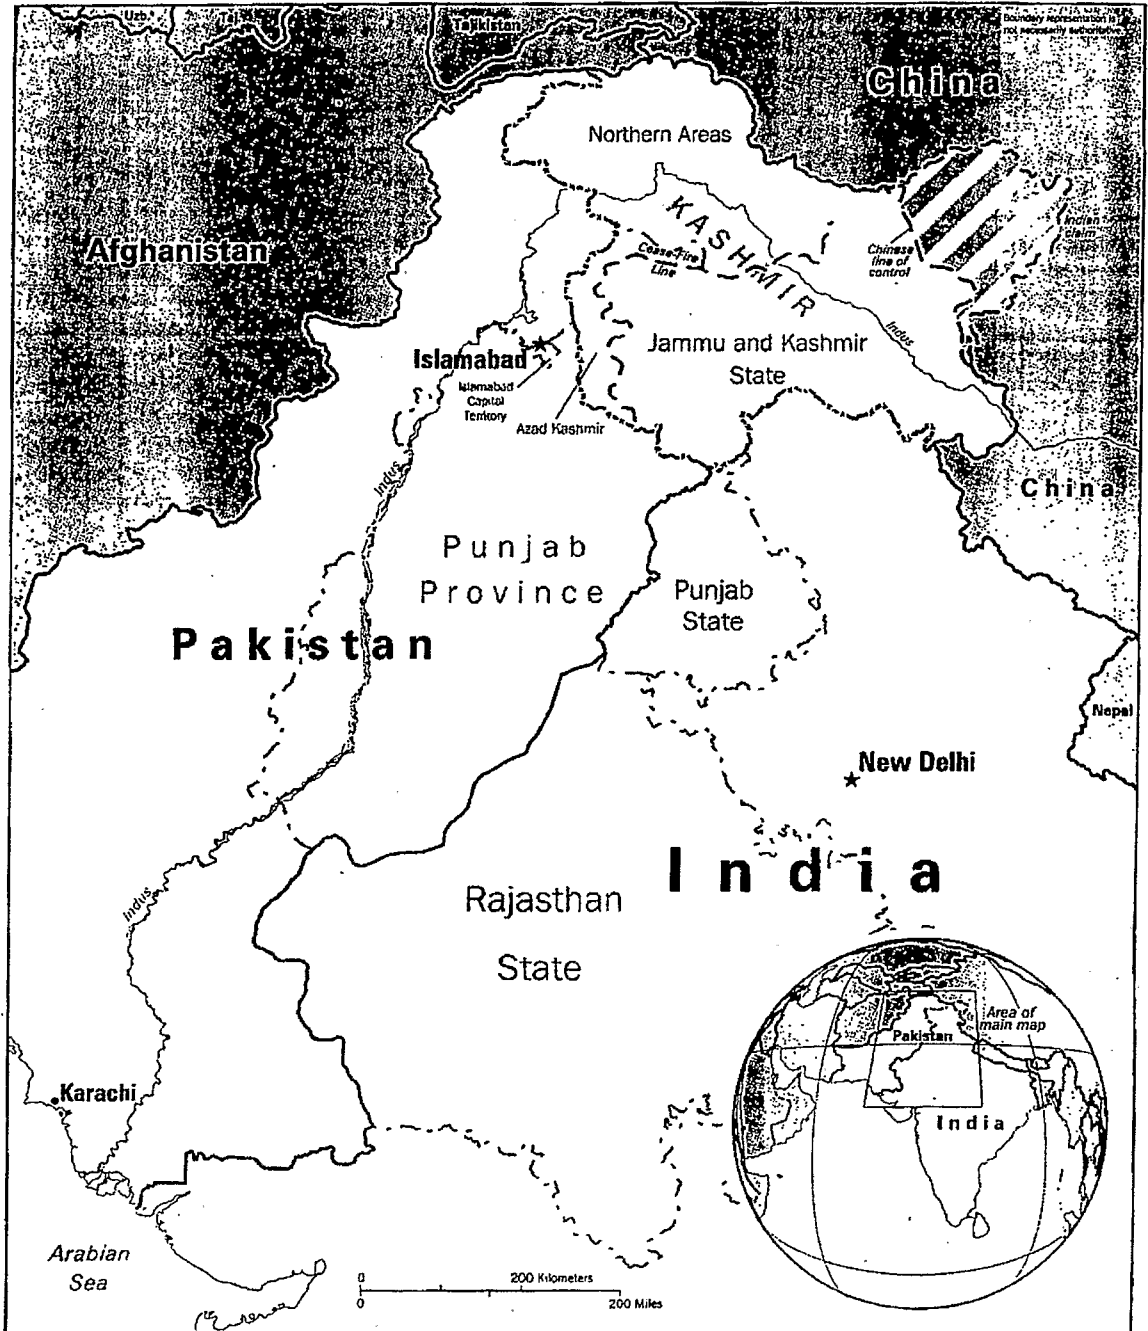 Uzb.
Taj.
Tajikistan
Boundary representation is
not necessarily authoritative.
China
Northern Areas
Afghanistan
KASHMIR
Indian
claim
Chinese
line of
control
Cease-Fire
Line
Indus
Jammu and Kashmir
State
Islamabad
Islamabad
Capital
Territory
Azad Kashmir
Indus
China
Punjab
Province
Punjab
State
Pakistan
Nepal
New Delhi
India
Rajasthan
State
Indus
Area of
main map
Pakistan
India
Karachi
Arabian
Sea
0 200 Kilometers
0 200 Miles